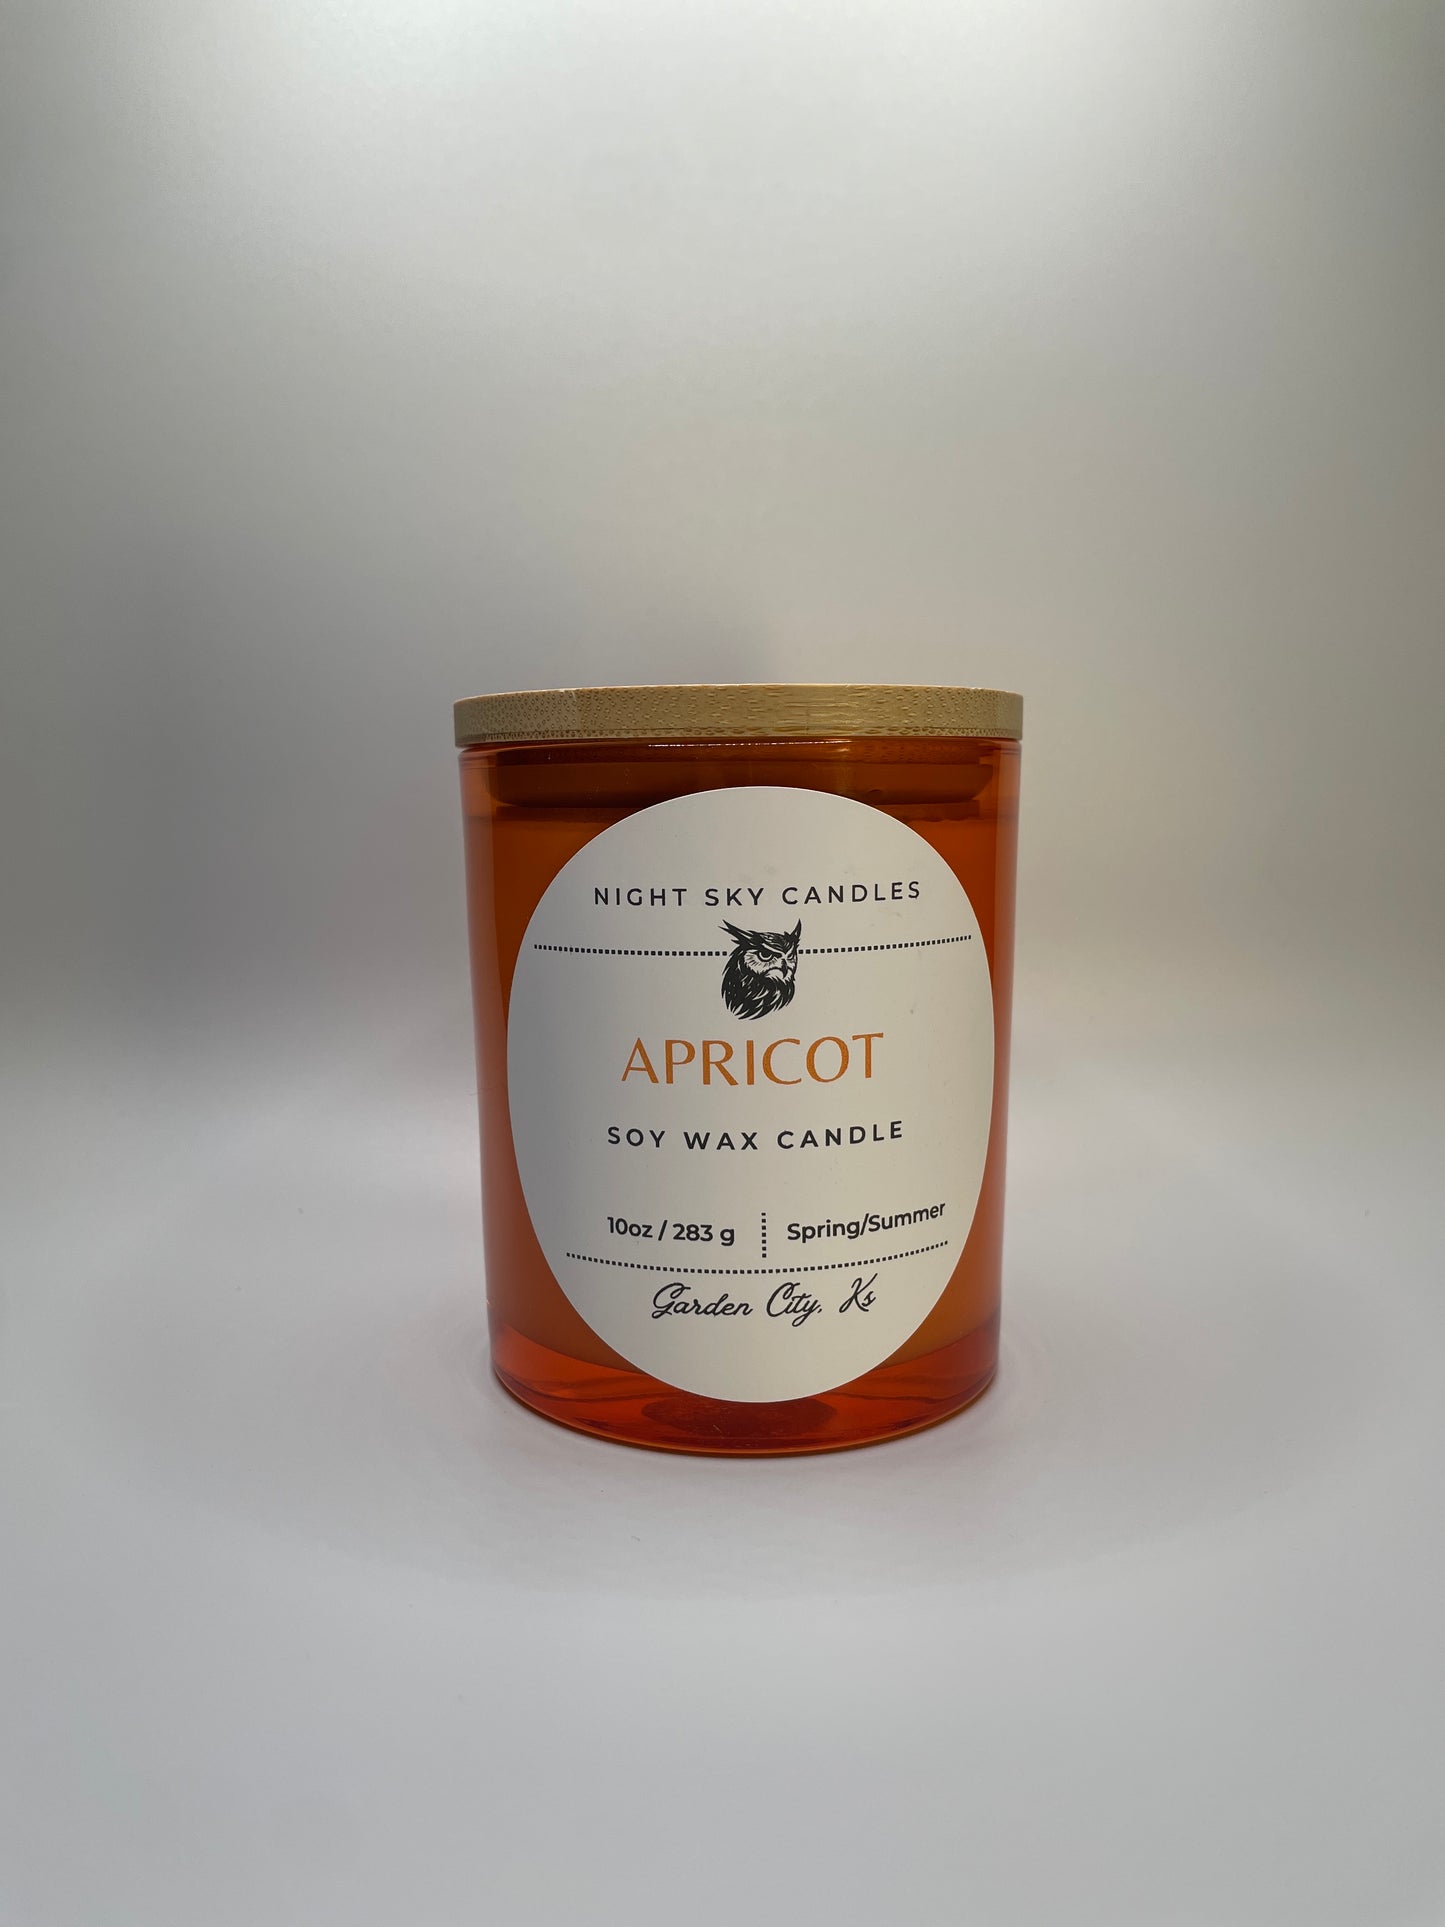 NIGHT SKY CANDLES
APRICOT
SOY WAX CANDLE
10oz / 283 g Spring/Summer
Garden City, Ks